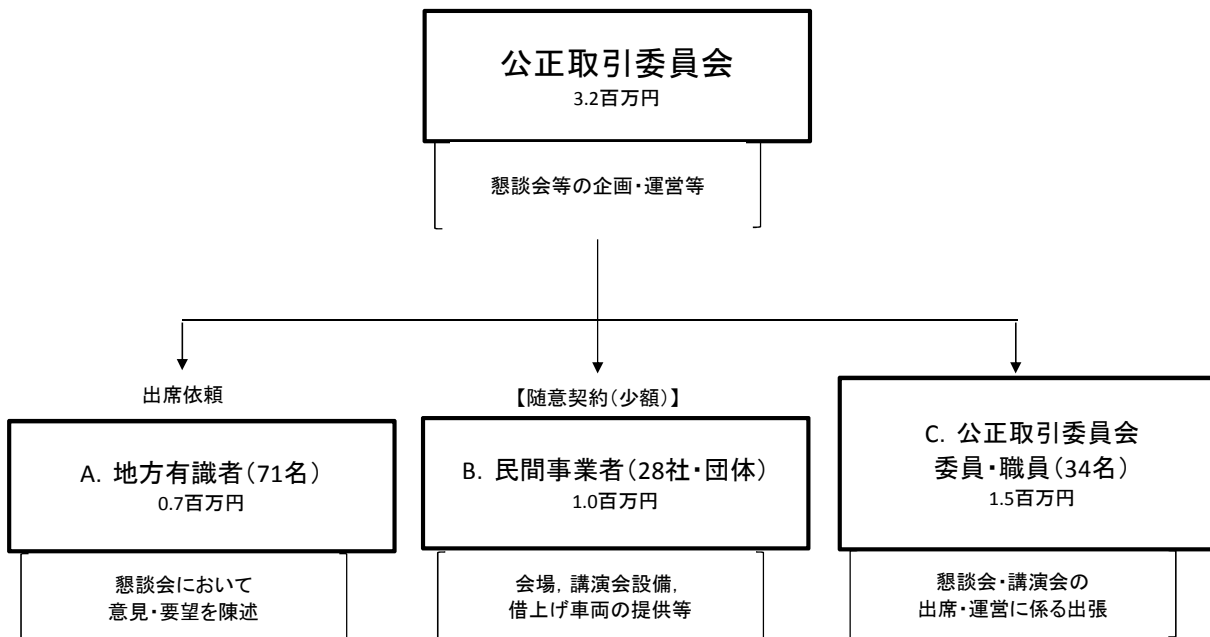 公正取引委員会
3.2百万円
懇談会等の企画・運営等
出席依頼
A. 地方有識者(71名)
0.7百万円
懇談会において
意見・要望を陳述
【随意契約(少額)】
B. 民間事業者(28社・団体)
1.0百万円
会場，講演会設備，
借上げ車両の提供等
C. 公正取引委員会
委員・職員(34名)
1.5百万円
懇談会・講演会の
出席・運営に係る出張